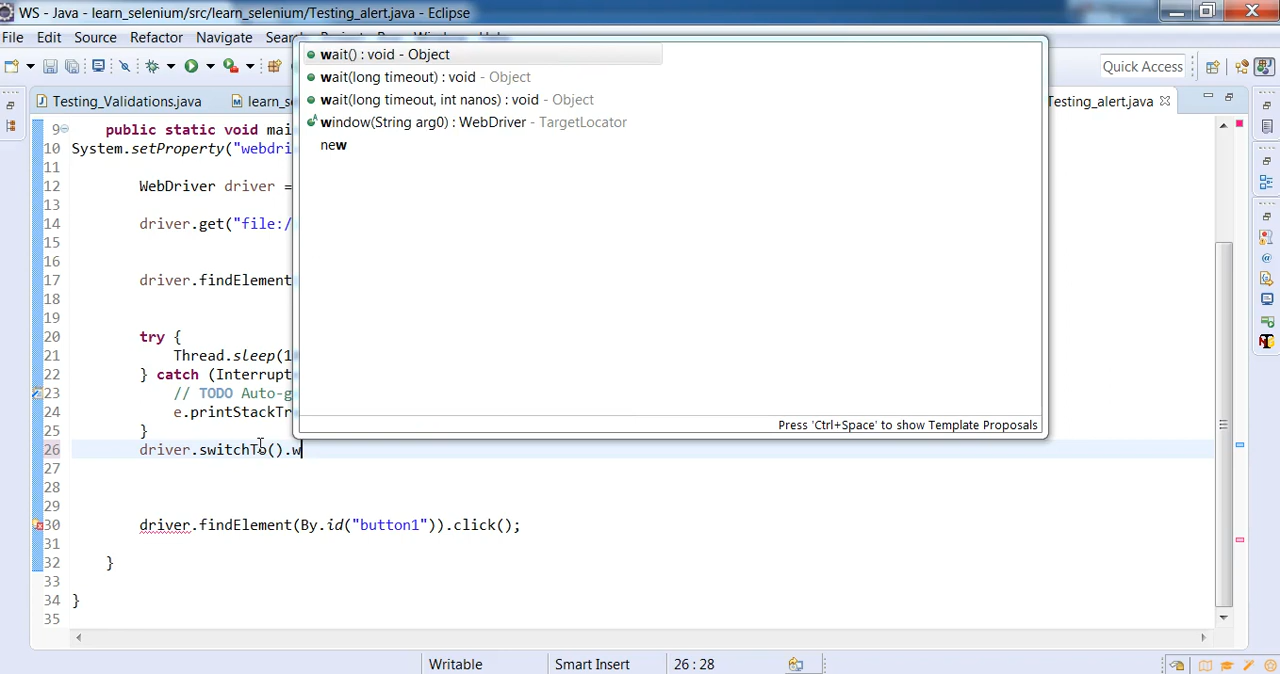 WS - Java - learn_selenium/src/learn_selenium/Testing_alert.java - Eclipse
File Edit Source Refactor Navigate
Quick Access
Testing_Validations.java learn_se Testing_alert.java
wait() : void - Object
wait(long timeout) : void - Object
wait(long timeout, int nanos) : void - Object
window(String arg0) : WebDriver - TargetLocator
new
Press 'Ctrl+Space' to show Template Proposals
9 public static void mai
10 System.setProperty("webdri
11
12 WebDriver driver =
13
14 driver.get("file:/
15
16
17 driver.findElement
18
19
20 try {
21 Thread.sleep(1
22 } catch (Interrupt
23 // TODO Auto-g
24 e.printStackTr
25 }
26 driver.switchTo().w
27
28
29
30 driver.findElement(By.id("button1")).click();
31
32 }
33
34 }
35
Writable Smart Insert 26 : 28